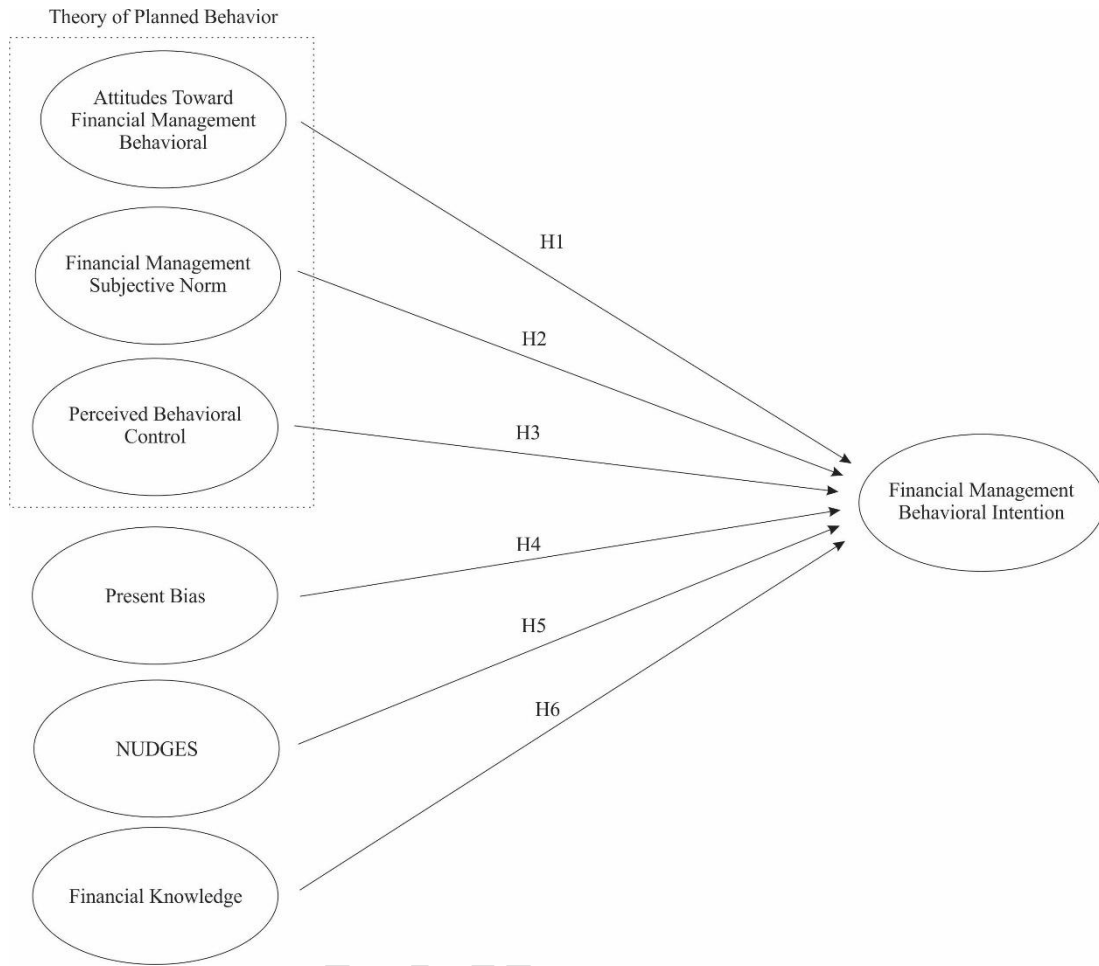 Theory of Planned Behavior
Attitudes Toward
Financial Management
Behavioral
H1
Financial Management
Subjective Norm
H2
Perceived Behavioral
Control
H3
Financial Management
Behavioral Intention
H4
Present Bias
H5
NUDGES
H6
Financial Knowledge